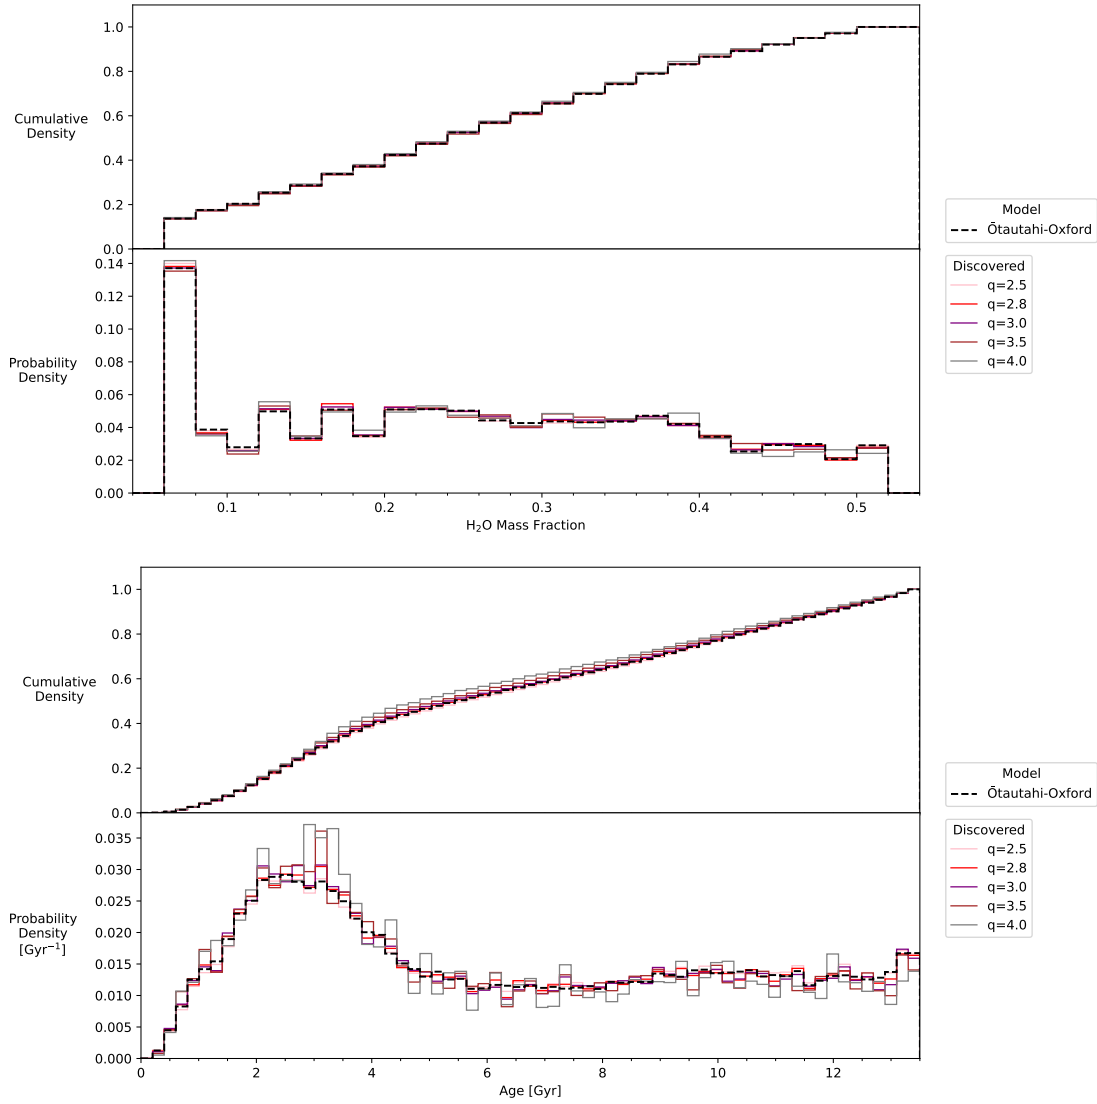 1.0
0.8
Cumulative
Density
0.6
0.4
0.2
0.0
Model
Ōtautahi-Oxford
0.14
0.12
0.10
Probability
Density
0.08
0.06
0.04
0.02
0.00
Discovered
q=2.5
q=2.8
q=3.0
q=3.5
q=4.0
0.1 0.2 0.3 0.4 0.5
H₂O Mass Fraction
1.0
0.8
Cumulative
Density
0.6
0.4
0.2
0.0
Model
Ōtautahi-Oxford
0.035
0.030
0.025
0.020
Probability
Density
[Gyr⁻¹]
0.015
0.010
0.005
0.000
Discovered
q=2.5
q=2.8
q=3.0
q=3.5
q=4.0
0 2 4 6 8 10 12
Age [Gyr]